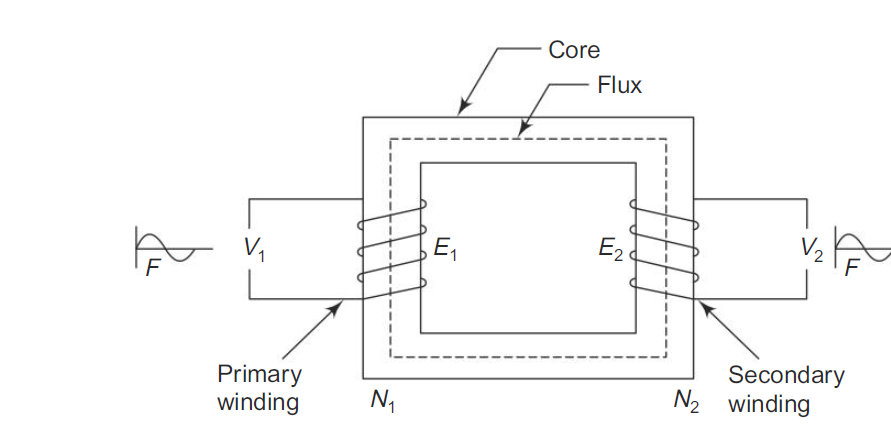 Core
Flux
F
V₁
E₁
E₂
V₂
F
Primary
winding
N₁
N₂
Secondary
winding